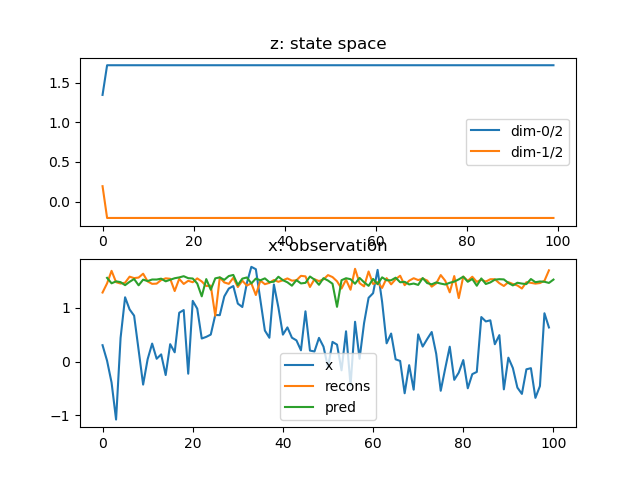 z: state space
1.5
1.0
0.5
0.0
dim-0/2
dim-1/2
0 20 40 60 80 100
x: observation
1
0
−1
x
recons
pred
0 20 40 60 80 100